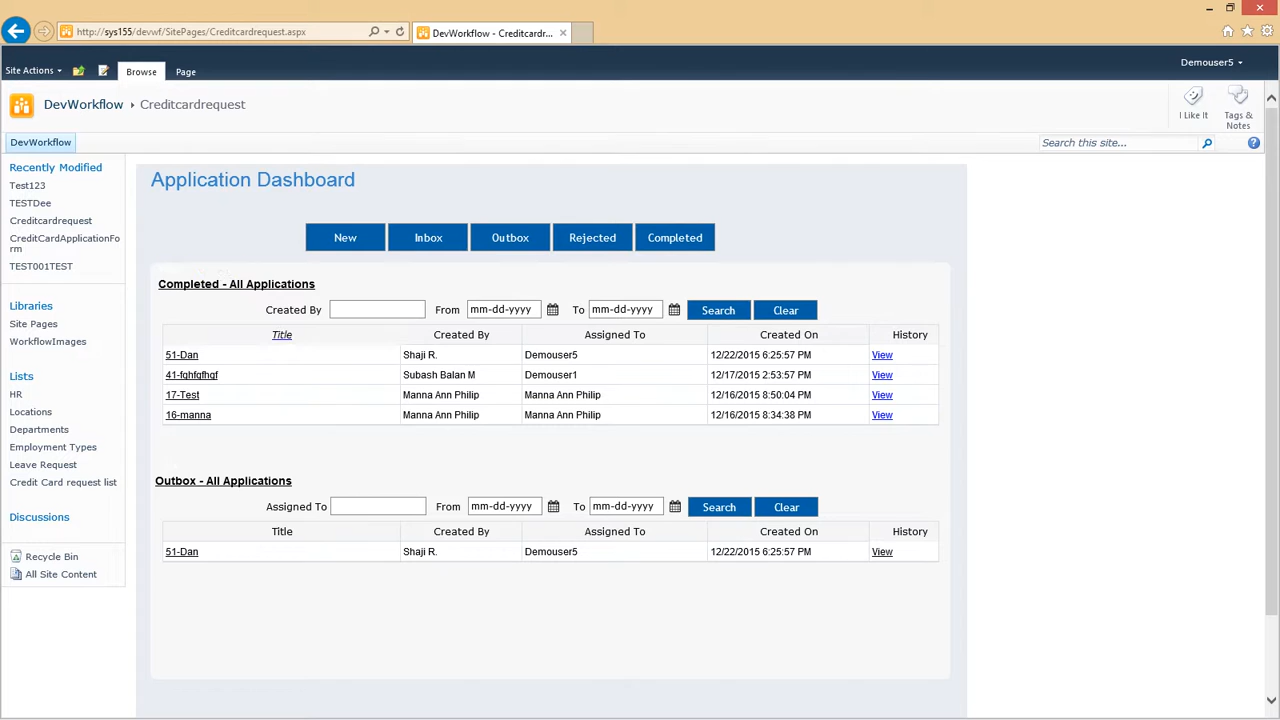 http://sys155/devwf/SitePages/Creditcardrequest.aspx
DevWorkflow - Creditcardr...
Site Actions
Browse
Page
Demouser5
DevWorkflow
Creditcardrequest
I Like It
Tags &
Notes
DevWorkflow
Search this site...
Recently Modified
Test123
TESTDee
Creditcardrequest
CreditCardApplicationFo
rm
TEST001TEST
Libraries
Site Pages
WorkflowImages
Lists
HR
Locations
Departments
Employment Types
Leave Request
Credit Card request list
Discussions
Recycle Bin
All Site Content
Application Dashboard
New Inbox Outbox Rejected Completed
Completed - All Applications
Created By From mm-dd-yyyy To mm-dd-yyyy Search Clear
Title Created By Assigned To Created On History
51-Dan Shaji R. Demouser5 12/22/2015 6:25:57 PM View
41-fghfgfhgf Subash Balan M Demouser1 12/17/2015 2:53:57 PM View
17-Test Manna Ann Philip Manna Ann Philip 12/16/2015 8:50:04 PM View
16-manna Manna Ann Philip Manna Ann Philip 12/16/2015 8:34:38 PM View
Outbox - All Applications
Assigned To From mm-dd-yyyy To mm-dd-yyyy Search Clear
Title Created By Assigned To Created On History
51-Dan Shaji R. Demouser5 12/22/2015 6:25:57 PM View